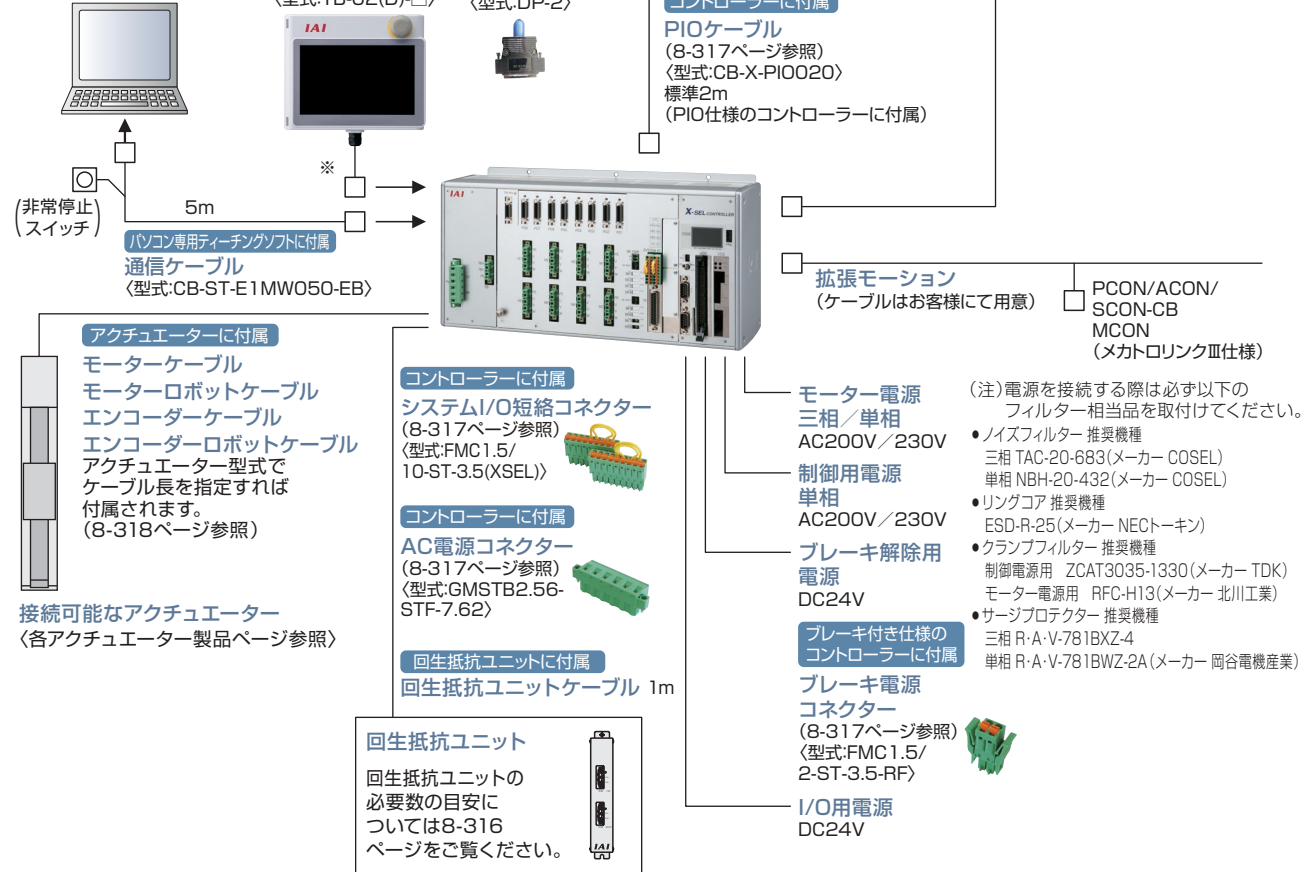 〈型式:TB-02(D)-□〉
〈型式:DP-2〉
コントローラーに付属
PIOケーブル
(8-317ページ参照)
〈型式:CB-X-PIO020〉
標準2m
(PIO仕様のコントローラーに付属)
IAI
※
(非常停止
スイッチ)
5m
パソコン専用ティーチングソフトに付属
通信ケーブル
〈型式:CB-ST-E1MW050-EB〉
IAI
X-SEL CONTROLLER
拡張モーション
(ケーブルはお客様にて用意)
PCON/ACON/
SCON-CB
MCON
(メカトロリンクⅢ仕様)
アクチュエーターに付属
モーターケーブル
モーターロボットケーブル
エンコーダーケーブル
エンコーダーロボットケーブル
アクチュエーター型式で
ケーブル長を指定すれば
付属されます。
(8-318ページ参照)
接続可能なアクチュエーター
〈各アクチュエーター製品ページ参照〉
コントローラーに付属
システムI/O短絡コネクター
(8-317ページ参照)
〈型式:FMC1.5/
10-ST-3.5(XSEL)〉
コントローラーに付属
AC電源コネクター
(8-317ページ参照)
〈型式:GMSTB2.56-
STF-7.62〉
回生抵抗ユニットに付属
回生抵抗ユニットケーブル 1m
回生抵抗ユニット
回生抵抗ユニットの
必要数の目安に
ついては8-316
ページをご覧ください。
IAI
モーター電源
三相/単相
AC200V/230V
制御用電源
単相
AC200V/230V
ブレーキ解除用
電源
DC24V
ブレーキ付き仕様の
コントローラーに付属
ブレーキ電源
コネクター
(8-317ページ参照)
〈型式:FMC1.5/
2-ST-3.5-RF〉
I/O用電源
DC24V
(注)電源を接続する際は必ず以下の
フィルター相当品を取付けてください。
●ノイズフィルター 推奨機種
三相 TAC-20-683(メーカー COSEL)
単相 NBH-20-432(メーカー COSEL)
●リングコア 推奨機種
ESD-R-25(メーカー NECトーキン)
●クランプフィルター 推奨機種
制御電源用 ZCAT3035-1330(メーカー TDK)
モーター電源用 RFC-H13(メーカー 北川工業)
●サージプロテクター 推奨機種
三相 R・A・V-781BXZ-4
単相 R・A・V-781BWZ-2A(メーカー 岡谷電機産業)